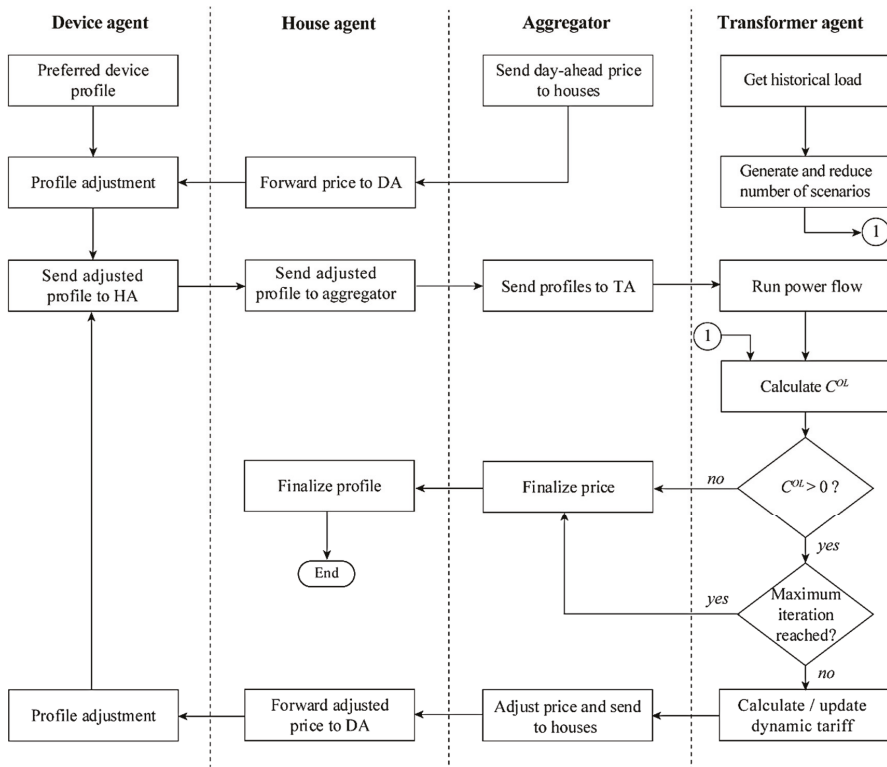 Device agent
House agent
Aggregator
Transformer agent
Preferred device
profile
Send day-ahead price
to houses
Get historical load
Profile adjustment
Forward price to DA
Generate and reduce
number of scenarios
1
Send adjusted
profile to HA
Send adjusted
profile to aggregator
Send profiles to TA
Run power flow
1
Calculate C^OL
C^OL > 0 ?
no
yes
Finalize price
Finalize profile
End
Maximum
iteration
reached?
yes
no
Calculate / update
dynamic tariff
Adjust price and send
to houses
Forward adjusted
price to DA
Profile adjustment